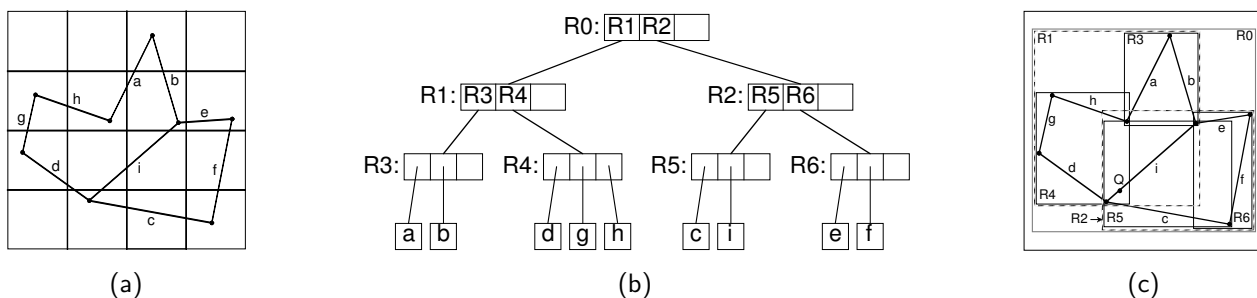 a
b
h
e
g
d
i
f
c
(a)
R0: R1 R2
R1: R3 R4
R2: R5 R6
R3:
R4:
R5:
R6:
a b d g h c i e f
(b)
R1 R3 R0
a b
h
g e
d Q i f
R4
R2 R5 c R6
(c)